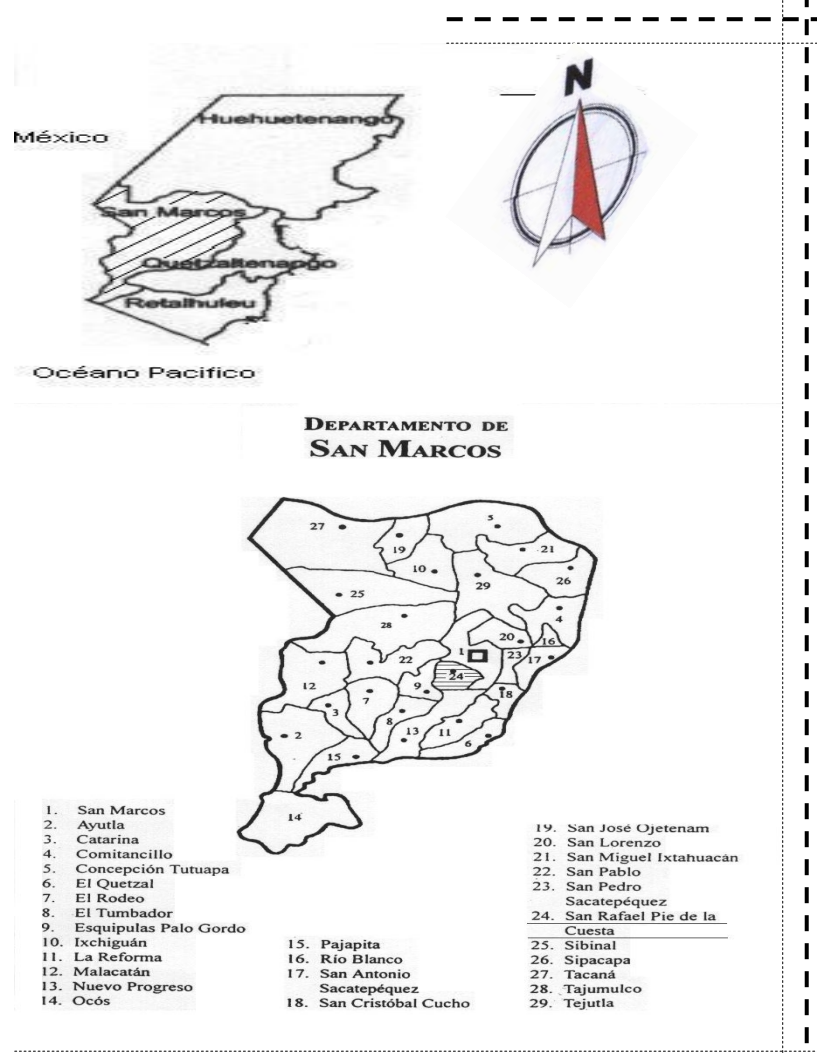 N
Huehuetenango
México
San Marcos
Quetzaltenango
Retalhuleu
Océano Pacifico
DEPARTAMENTO DE
SAN MARCOS
5
27
19
21
10
29
26
25
4
28
20
16
1
22
23
17
24
12
9
7
18
3
8
2
13
11
6
15
14
1. San Marcos
2. Ayutla
3. Catarina
4. Comitancillo
5. Concepción Tutuapa
6. El Quetzal
7. El Rodeo
8. El Tumbador
9. Esquipulas Palo Gordo
10. Ixchiguán
11. La Reforma
12. Malacatán
13. Nuevo Progreso
14. Ocós
15. Pajapita
16. Río Blanco
17. San Antonio
Sacatepéquez
18. San Cristóbal Cucho
19. San José Ojetenam
20. San Lorenzo
21. San Miguel Ixtahuacán
22. San Pablo
23. San Pedro
Sacatepéquez
24. San Rafael Pie de la
Cuesta
25. Sibinal
26. Sipacapa
27. Tacaná
28. Tajumulco
29. Tejutla